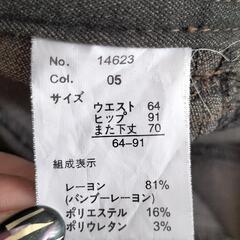 No. 14623
Col. 05
サイズ
ウエスト 64
ヒップ 91
また下丈 70
64-91
組成表示
レーヨン 81%
(バンブーレーヨン)
ポリエステル 16%
ポリウレタン 3%